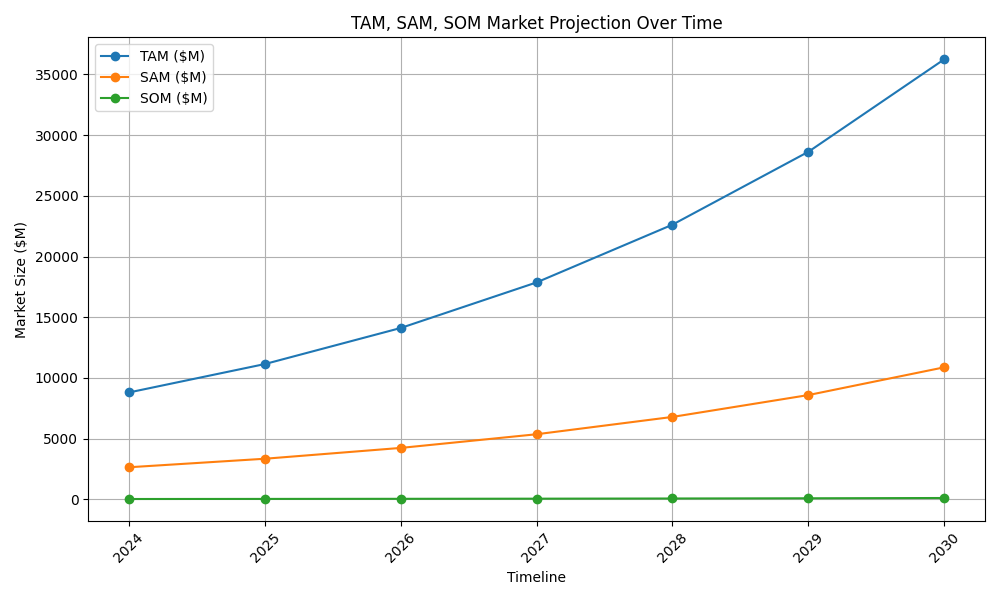 TAM, SAM, SOM Market Projection Over Time
TAM ($M)
SAM ($M)
SOM ($M)
Market Size ($M)
35000
30000
25000
20000
15000
10000
5000
0
2024
2025
2026
2027
2028
2029
2030
Timeline